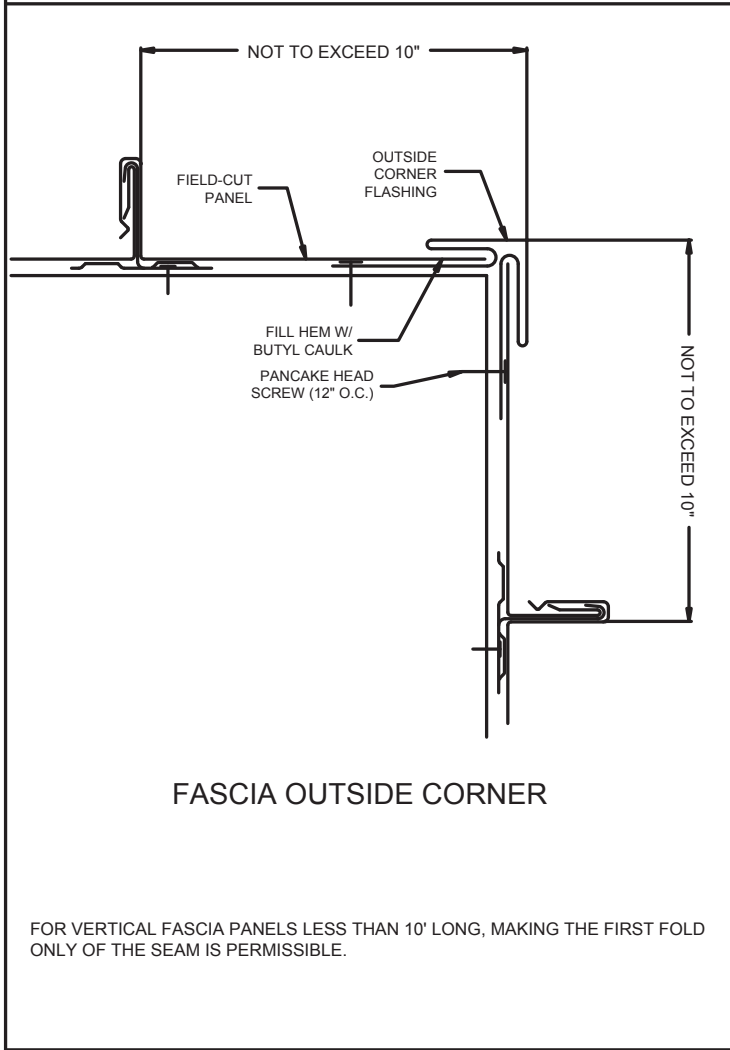 NOT TO EXCEED 10"
OUTSIDE
CORNER
FLASHING
FIELD-CUT
PANEL
FILL HEM W/
BUTYL CAULK
PANCAKE HEAD
SCREW (12" O.C.)
NOT TO EXCEED 10"
FASCIA OUTSIDE CORNER
FOR VERTICAL FASCIA PANELS LESS THAN 10' LONG, MAKING THE FIRST FOLD
ONLY OF THE SEAM IS PERMISSIBLE.